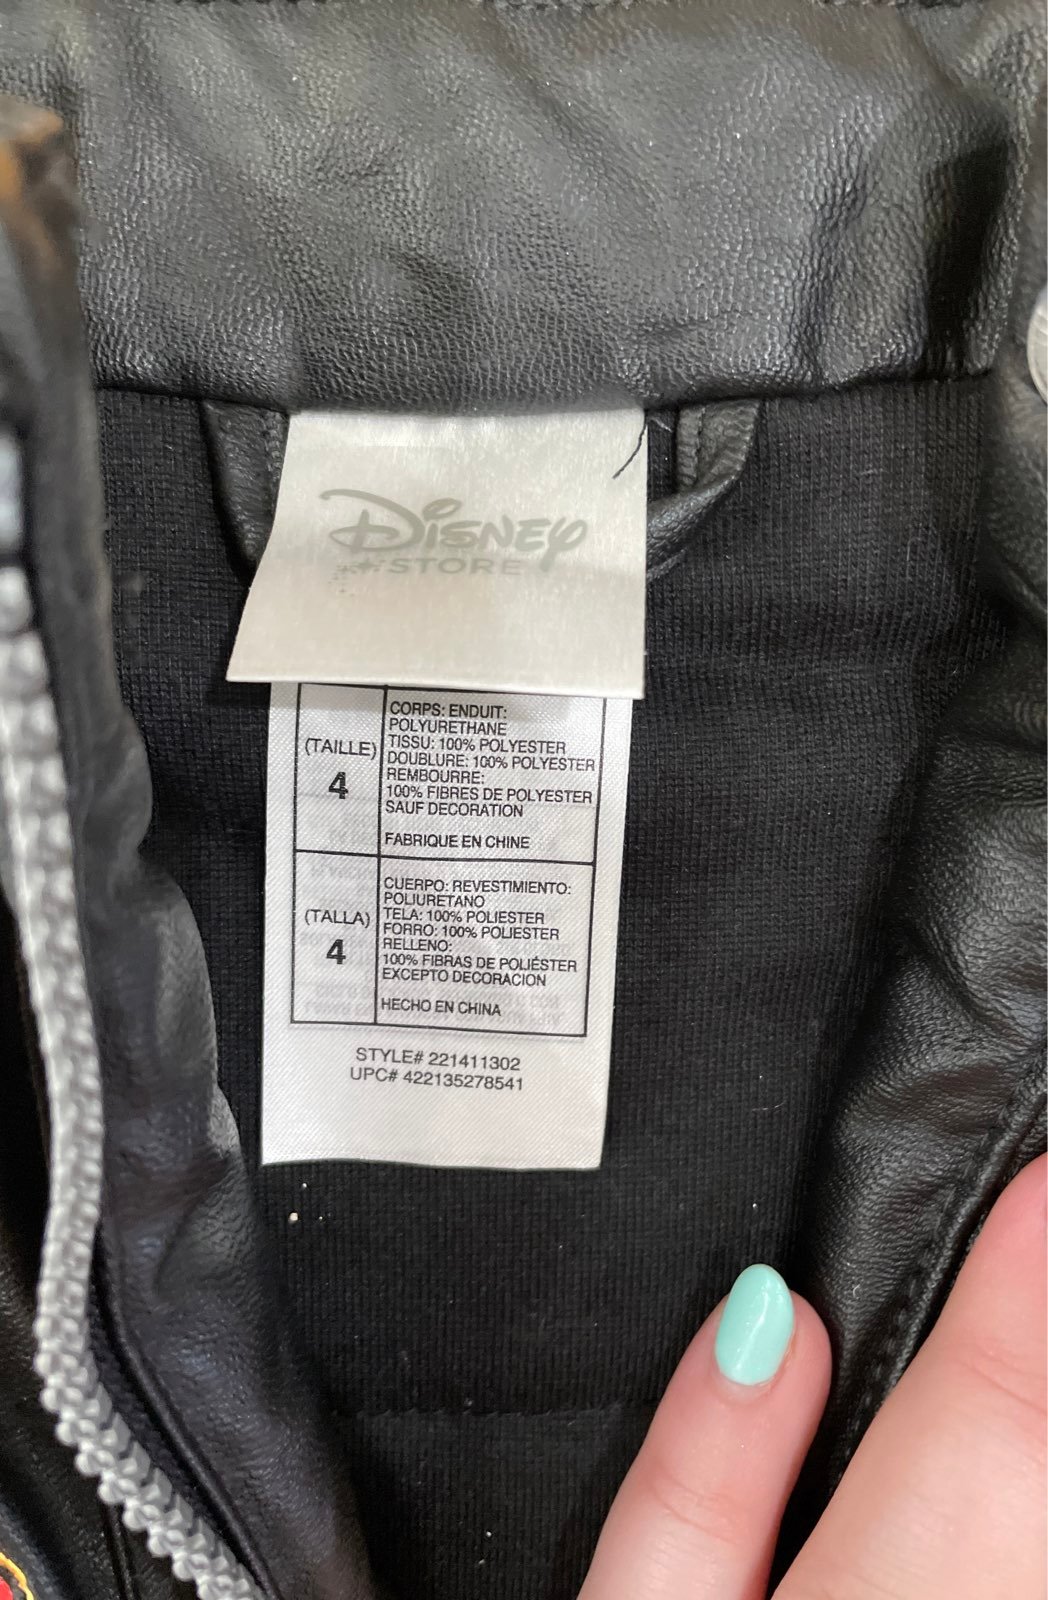 Disney
STORE
(TAILLE)
4
CORPS: ENDUIT:
POLYURETHANE
TISSU: 100% POLYESTER
DOUBLURE: 100% POLYESTER
REMBOURRE:
100% FIBRES DE POLYESTER
SAUF DECORATION
FABRIQUE EN CHINE
(TALLA)
4
CUERPO: REVESTIMIENTO:
POLIURETANO
TELA: 100% POLIESTER
FORRO: 100% POLIESTER
RELLENO:
100% FIBRAS DE POLIÉSTER
EXCEPTO DECORACION
HECHO EN CHINA
STYLE# 221411302
UPC# 422135278541